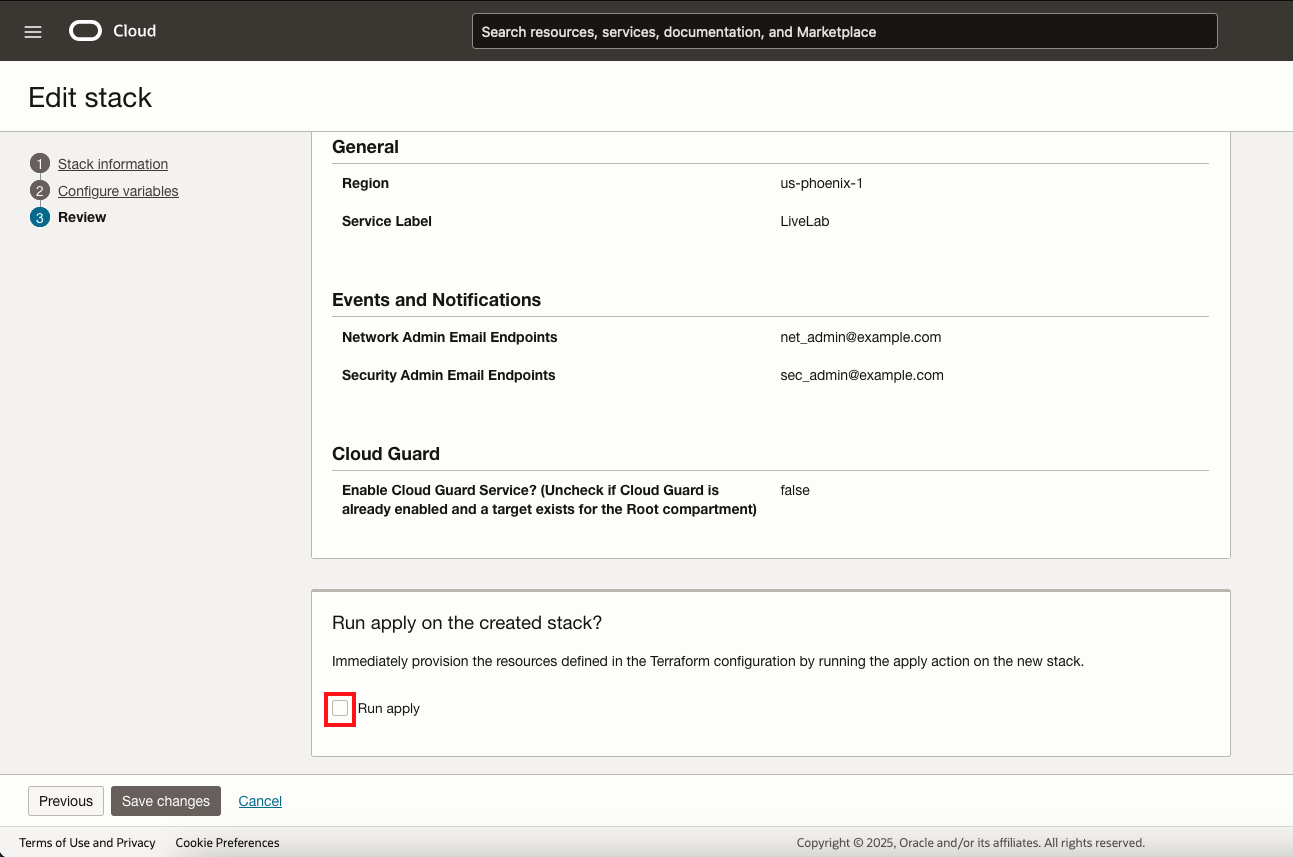 Cloud
Search resources, services, documentation, and Marketplace
Edit stack
1 Stack information
2 Configure variables
3 Review
General
Region us-phoenix-1
Service Label LiveLab
Events and Notifications
Network Admin Email Endpoints net_admin@example.com
Security Admin Email Endpoints sec_admin@example.com
Cloud Guard
Enable Cloud Guard Service? (Uncheck if Cloud Guard is false
already enabled and a target exists for the Root compartment)
Run apply on the created stack?
Immediately provision the resources defined in the Terraform configuration by running the apply action on the new stack.
Run apply
Previous Save changes Cancel
Terms of Use and Privacy Cookie Preferences Copyright © 2025, Oracle and/or its affiliates. All rights reserved.